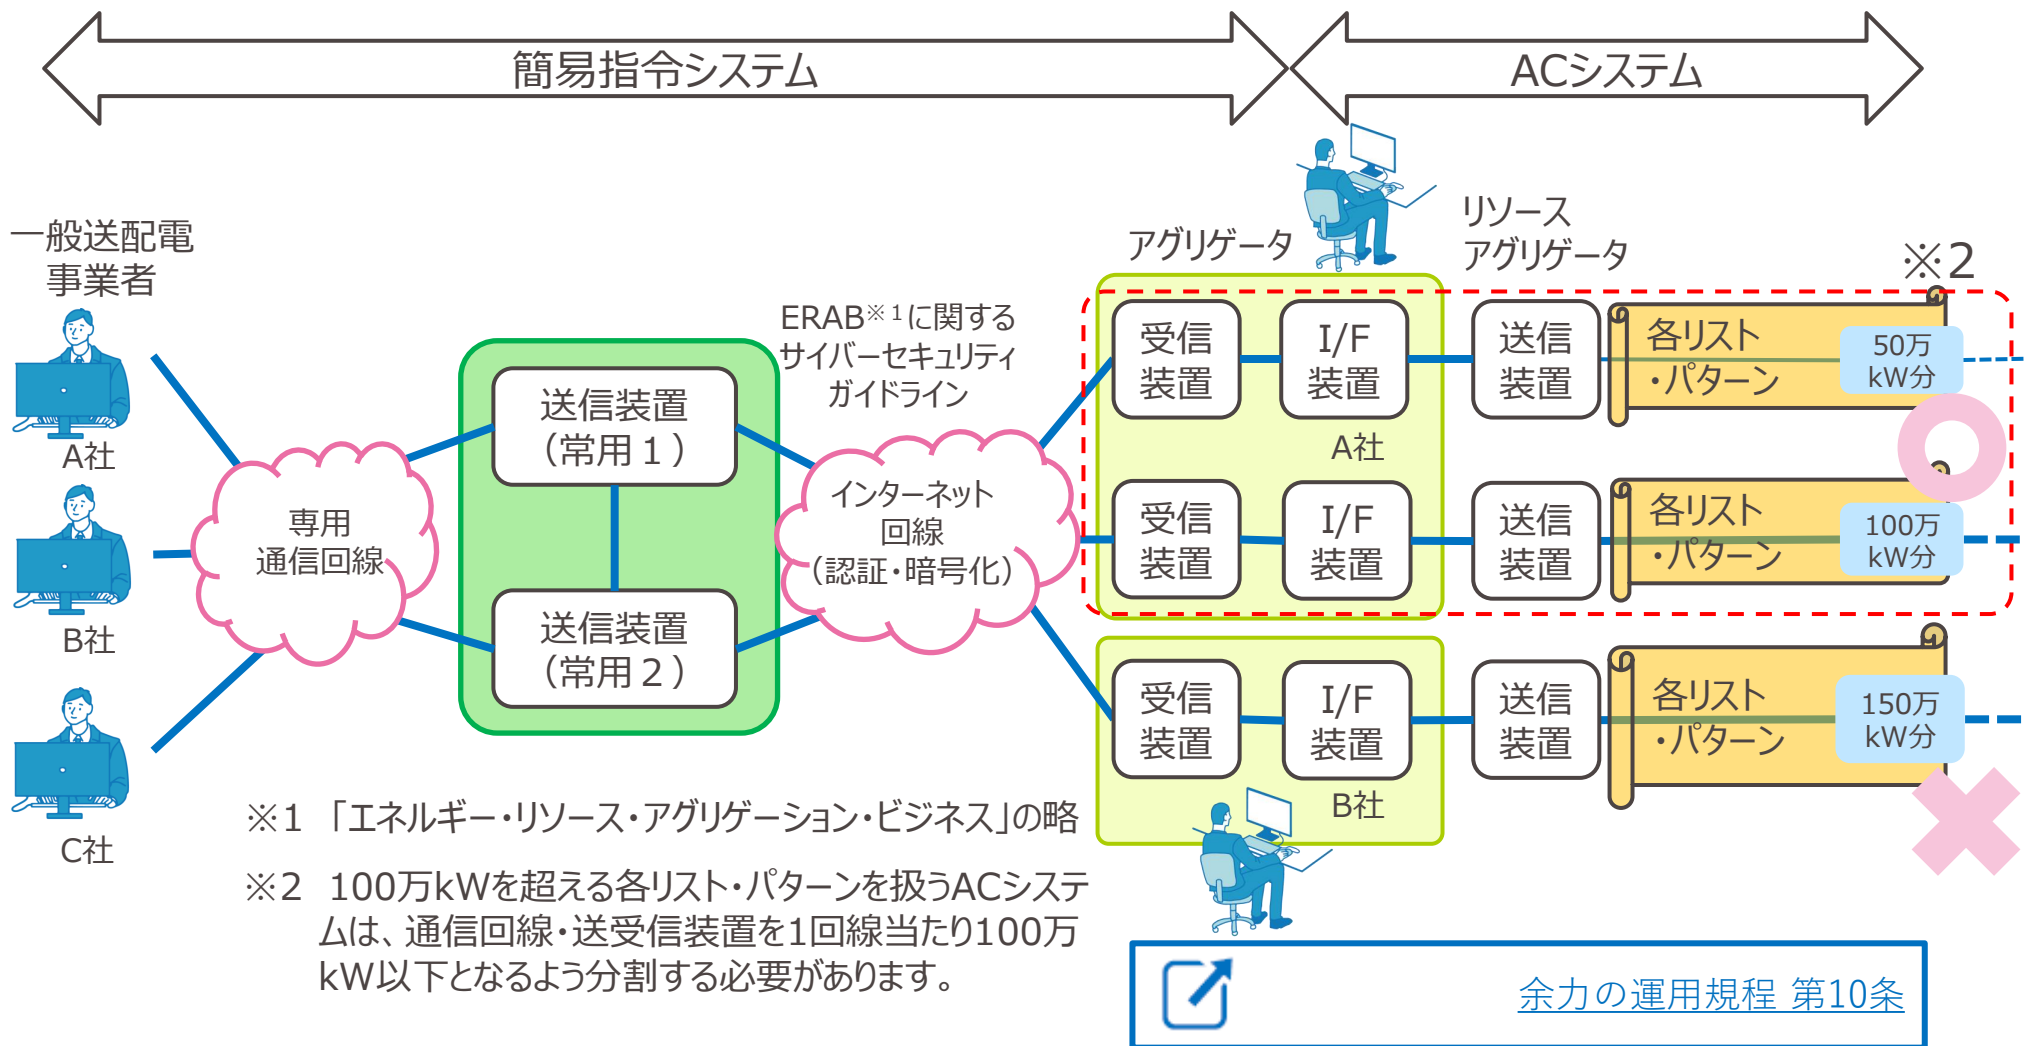 簡易指令システム
ACシステム
一般送配電
事業者
A社
B社
C社
専用
通信回線
送信装置
（常用１）
送信装置
（常用２）
ERAB※１に関する
サイバーセキュリティ
ガイドライン
インターネット
回線
（認証・暗号化）
アグリゲータ
リソース
アグリゲータ
※2
受信
装置
I/F
装置
A社
送信
装置
各リスト
・パターン
50万
kW分
受信
装置
I/F
装置
送信
装置
各リスト
・パターン
100万
kW分
受信
装置
I/F
装置
B社
送信
装置
各リスト
・パターン
150万
kW分
※1 「エネルギー・リソース・アグリゲーション・ビジネス」の略
※2 100万kWを超える各リスト・パターンを扱うACシステ
ムは、通信回線・送受信装置を1回線当たり100万
kW以下となるよう分割する必要があります。
余力の運用規程 第10条